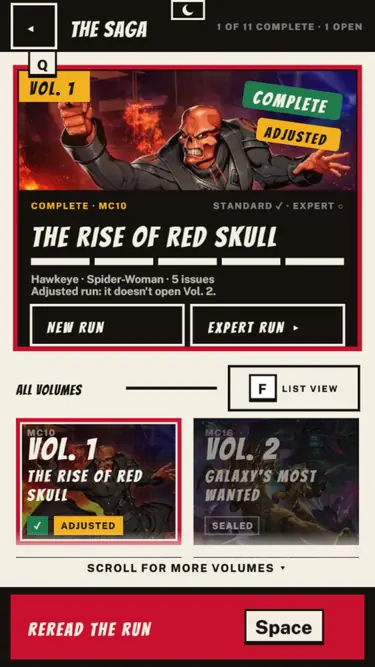 THE SAGA
1 OF 11 COMPLETE · 1 OPEN
Q
VOL. 1
COMPLETE
ADJUSTED
COMPLETE · MC10
STANDARD ✓ · EXPERT ○
THE RISE OF RED SKULL
Hawkeye · Spider-Woman · 5 issues
Adjusted run: it doesn't open Vol. 2.
NEW RUN
EXPERT RUN ▸
ALL VOLUMES
F LIST VIEW
MC10
VOL. 1
THE RISE OF RED
SKULL
✓ ADJUSTED
MC16
VOL. 2
GALAXY'S MOST
WANTED
SEALED
SCROLL FOR MORE VOLUMES ▾
REREAD THE RUN
Space